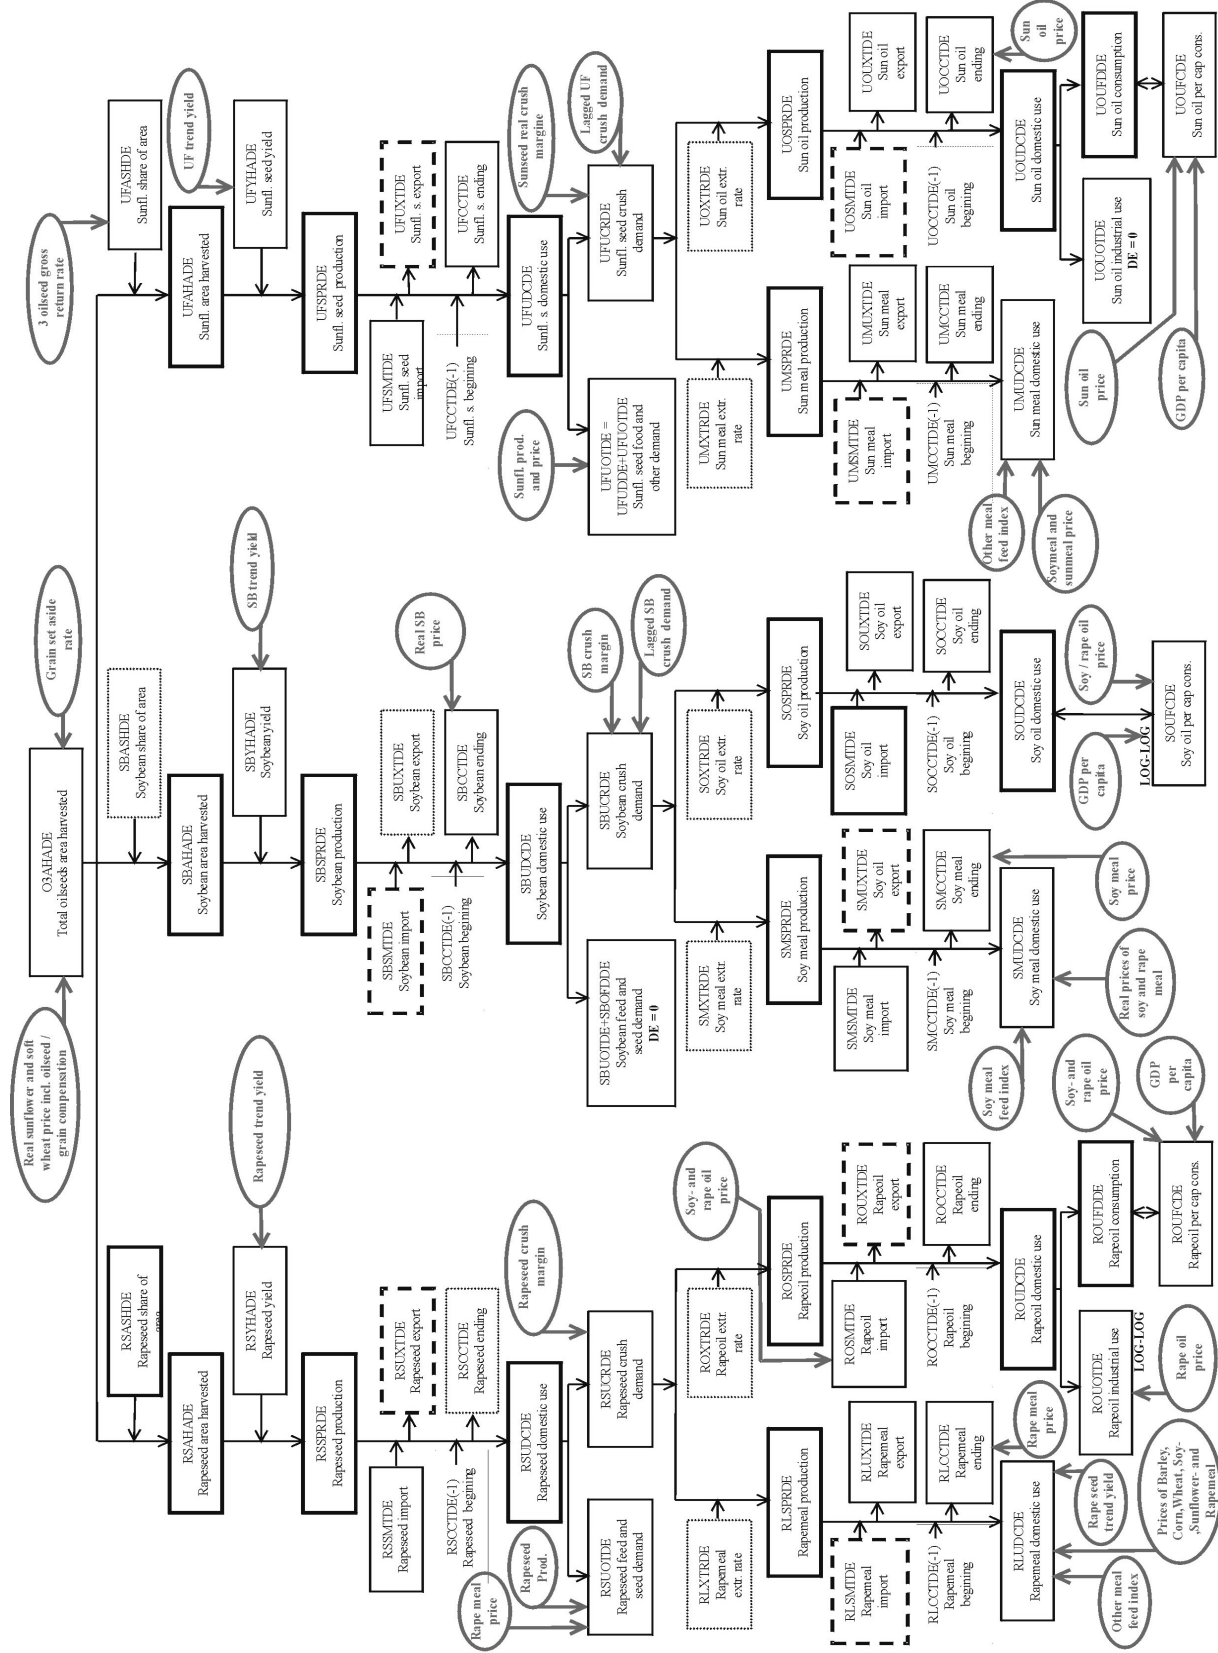 Real sunflower and soft
wheat price incl. oilseed /
grain compensation
O3AHADE
Total oilseeds area harvested
Grain set aside
rate
3 oilseed gross
return rate
RSASHDE
Rapeseed share of
area
SBASHDE
Soybean share of area
UFASHDE
Sunfl. share of area
RSAHADE
Rapeseed area harvested
SBAHADE
Soybean area harvested
UFAHADE
Sunfl. area harvested
Rapeseed trend yield
SB trend yield
UF trend yield
RSYHADE
Rapeseed yield
SBYHADE
Soybean yield
UFYHADE
Sunfl. seed yield
RSSPRDE
Rapeseed production
SBSPRDE
Soybean production
UFSPRDE
Sunfl. seed production
RSSMTDE
Rapeseed import
RSUXTDE
Rapeseed export
SBSMTDE
Soybean import
SBUXTDE
Soybean export
Real SB
price
UFSMTDE
Sunfl. seed
import
UFUXTDE
Sunfl. s. export
RSCCTDE(-1)
Rapeseed begining
RSCCTDE
Rapeseed ending
SBCCTDE(-1)
Soybean begining
SBCCTDE
Soybean ending
UFCCTDE(-1)
Sunfl. s. begining
UFCCTDE
Sunfl. s. ending
Rape meal
price
Rapeseed
Prod.
RSUDCDE
Rapeseed domestic use
Rapeseed crush
margin
SBUDCDE
Soybean domestic use
SB crush
margin
Lagged SB
crush demand
Sunfl. prod.
and price
UFUDCDE
Sunfl. s. domestic use
Sunseed real crush
margine
Lagged UF
crush demand
RSUOTDE
Rapeseed feed and
seed demand
RSUCRDE
Rapeseed crush
demand
SBUOTDE+SBOFDDE
Soybean feed and
seed demand
DE = 0
SBUCRDE
Soybean crush
demand
UFUOTDE =
UFUDDE+UFUOTDE
Sunfl. seed food and
other demand
UFUCRDE
Sunfl. seed crush
demand
RLXTRDE
Rapemeal
extr. rate
ROXTRDE
Rapeoil extr.
rate
Soy- and
rape oil
price
SMXTRDE
Soy meal extr.
rate
SOXTRDE
Soy oil extr.
rate
UMXTRDE
Sun meal extr.
rate
UOXTRDE
Sun oil extr.
rate
RLSPRDE
Rapemeal production
ROSPRDE
Rapeoil production
SMSPRDE
Soy meal production
SOSPRDE
Soy oil production
UMSPRDE
Sun meal production
UOSPRDE
Sun oil production
RLSMTDE
Rapemeal
import
RLUXTDE
Rapemeal
export
ROSMTDE
Rapeoil
import
ROUXTDE
Rapeoil
export
SMSMTDE
Soy meal
import
SMUXTDE
Soy oil
export
SOSMTDE
Soy oil
import
SOUXTDE
Soy oil
export
UMSMTDE
Sun meal
import
UMUXTDE
Sun meal
export
UOSMTDE
Sun oil
import
UOUXTDE
Sun oil
export
RLCCTDE(-1)
Rapemeal
begining
RLCCTDE
Rapemeal
ending
ROCCTDE(-1)
Rapeoil
begining
ROCCTDE
Rapeoil
ending
SMCCTDE(-1)
Soy meal
begining
SMCCTDE
Soy meal
ending
SOCCTDE(-1)
Soy oil
begining
SOCCTDE
Soy oil
ending
UMCCTDE(-1)
Sun meal
begining
UMCCTDE
Sun meal
ending
UOCCTDE(-1)
Sun oil
begining
UOCCTDE
Sun oil
ending
Sun
oil
price
Rape meal
price
Soy meal
feed index
Other meal
feed index
Soymeal and
sunmeal price
RLUDCDE
Rapemeal domestic use
ROUDCDE
Rapeoil domestic use
SMUDCDE
Soy meal domestic use
SOUDCDE
Soy oil domestic use
UMUDCDE
Sun meal domestic use
UOUDCDE
Sun oil domestic use
Other meal
feed index
Rape seed
trend yield
Prices of Barley,
Corn,Wheat, Soy-
,Sunflower- and
Rapemeal
ROUOTDE
Rapeoil industrial use
LOG-LOG
Rape oil
price
ROUFDDE
Rapeoil consumption
Soy- and
rape oil
price
GDP
per
capita
ROUFCDE
Rapeoil per cap cons.
Real prices of
soy and rape
meal
Soy meal
price
GDP per
capita
LOG-LOG
Soy / rape oil
price
SOUFCDE
Soy oil per cap cons.
Sun oil
price
GDP per capita
UOUOTDE
Sun oil industrial use
DE = 0
UOUFDDE
Sun oil consumption
UOUFCDE
Sun oil per cap cons.